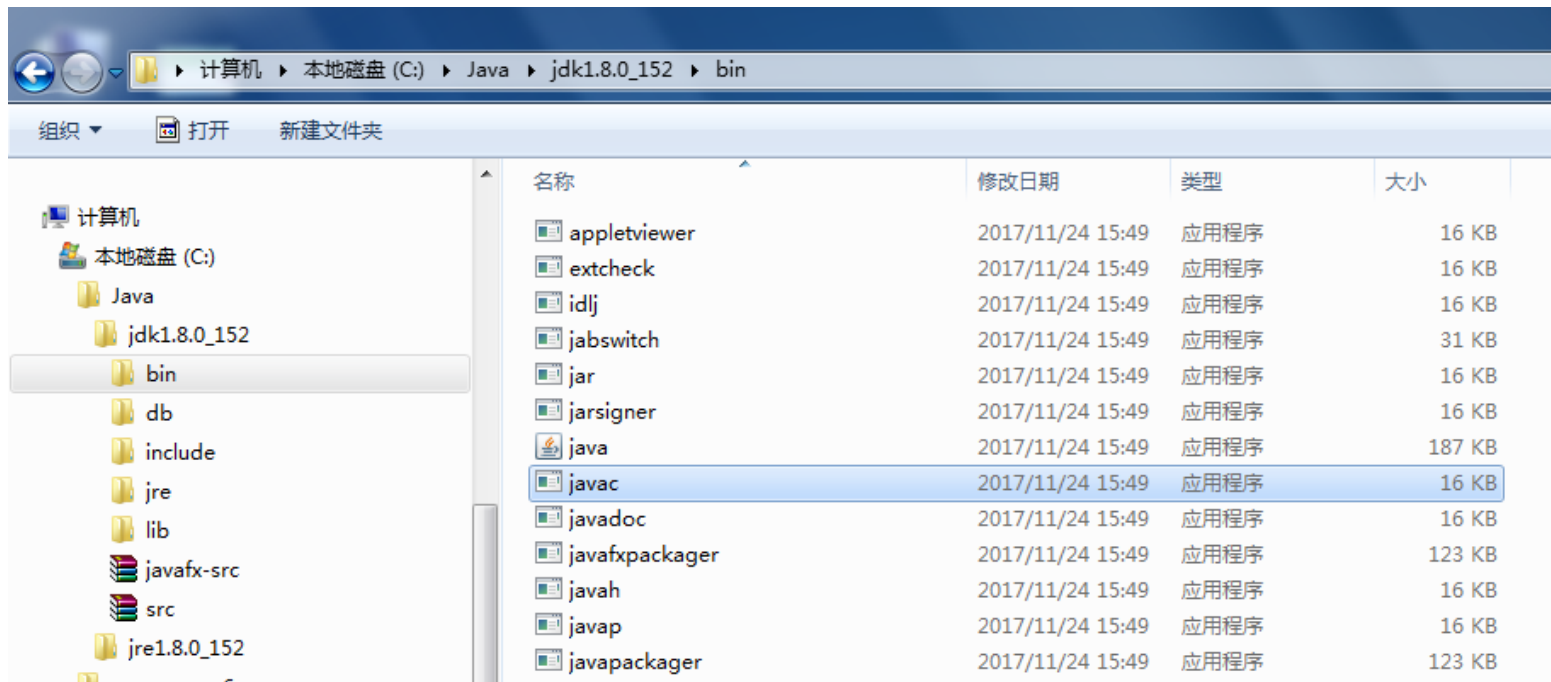 计算机 本地磁盘 (C:) Java jdk1.8.0_152 bin
组织 打开 新建文件夹
计算机
本地磁盘 (C:)
Java
jdk1.8.0_152
bin
db
include
jre
lib
javafx-src
src
jre1.8.0_152
名称 修改日期 类型 大小
appletviewer 2017/11/24 15:49 应用程序 16 KB
extcheck 2017/11/24 15:49 应用程序 16 KB
idlj 2017/11/24 15:49 应用程序 16 KB
jabswitch 2017/11/24 15:49 应用程序 31 KB
jar 2017/11/24 15:49 应用程序 16 KB
jarsigner 2017/11/24 15:49 应用程序 16 KB
java 2017/11/24 15:49 应用程序 187 KB
javac 2017/11/24 15:49 应用程序 16 KB
javadoc 2017/11/24 15:49 应用程序 16 KB
javafxpackager 2017/11/24 15:49 应用程序 123 KB
javah 2017/11/24 15:49 应用程序 16 KB
javap 2017/11/24 15:49 应用程序 16 KB
javapackager 2017/11/24 15:49 应用程序 123 KB